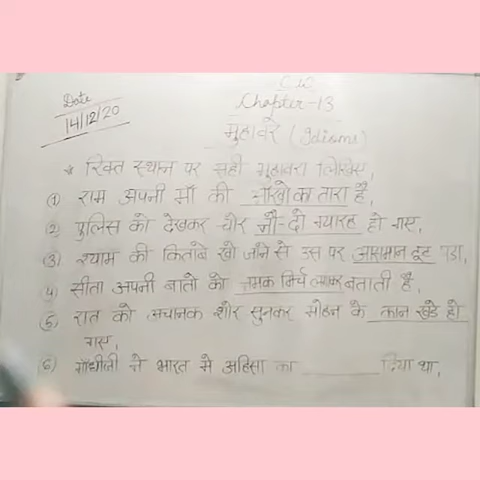 Date
14/12/20
Chapter-13
मुहावरे (Idioms)
* रिक्त स्थान पर सही मुहावरा लिखिए,
① राम अपनी माँ की आँखो का तारा है,
② पुलिस को देखकर चोर नौ-दो ग्यारह हो गए,
③ श्याम की किताबे खो जाने से उस पर आसमान टूट पड़ा,
④ सीता अपनी बातो को नमक मिर्च लगाकर बताती है,
⑤ रात को अचानक शोर सुनकर मोहन के कान खड़े हो
गए,
⑥ गाँधीजी ने भारत मे अहिंसा का ________ दिया था,